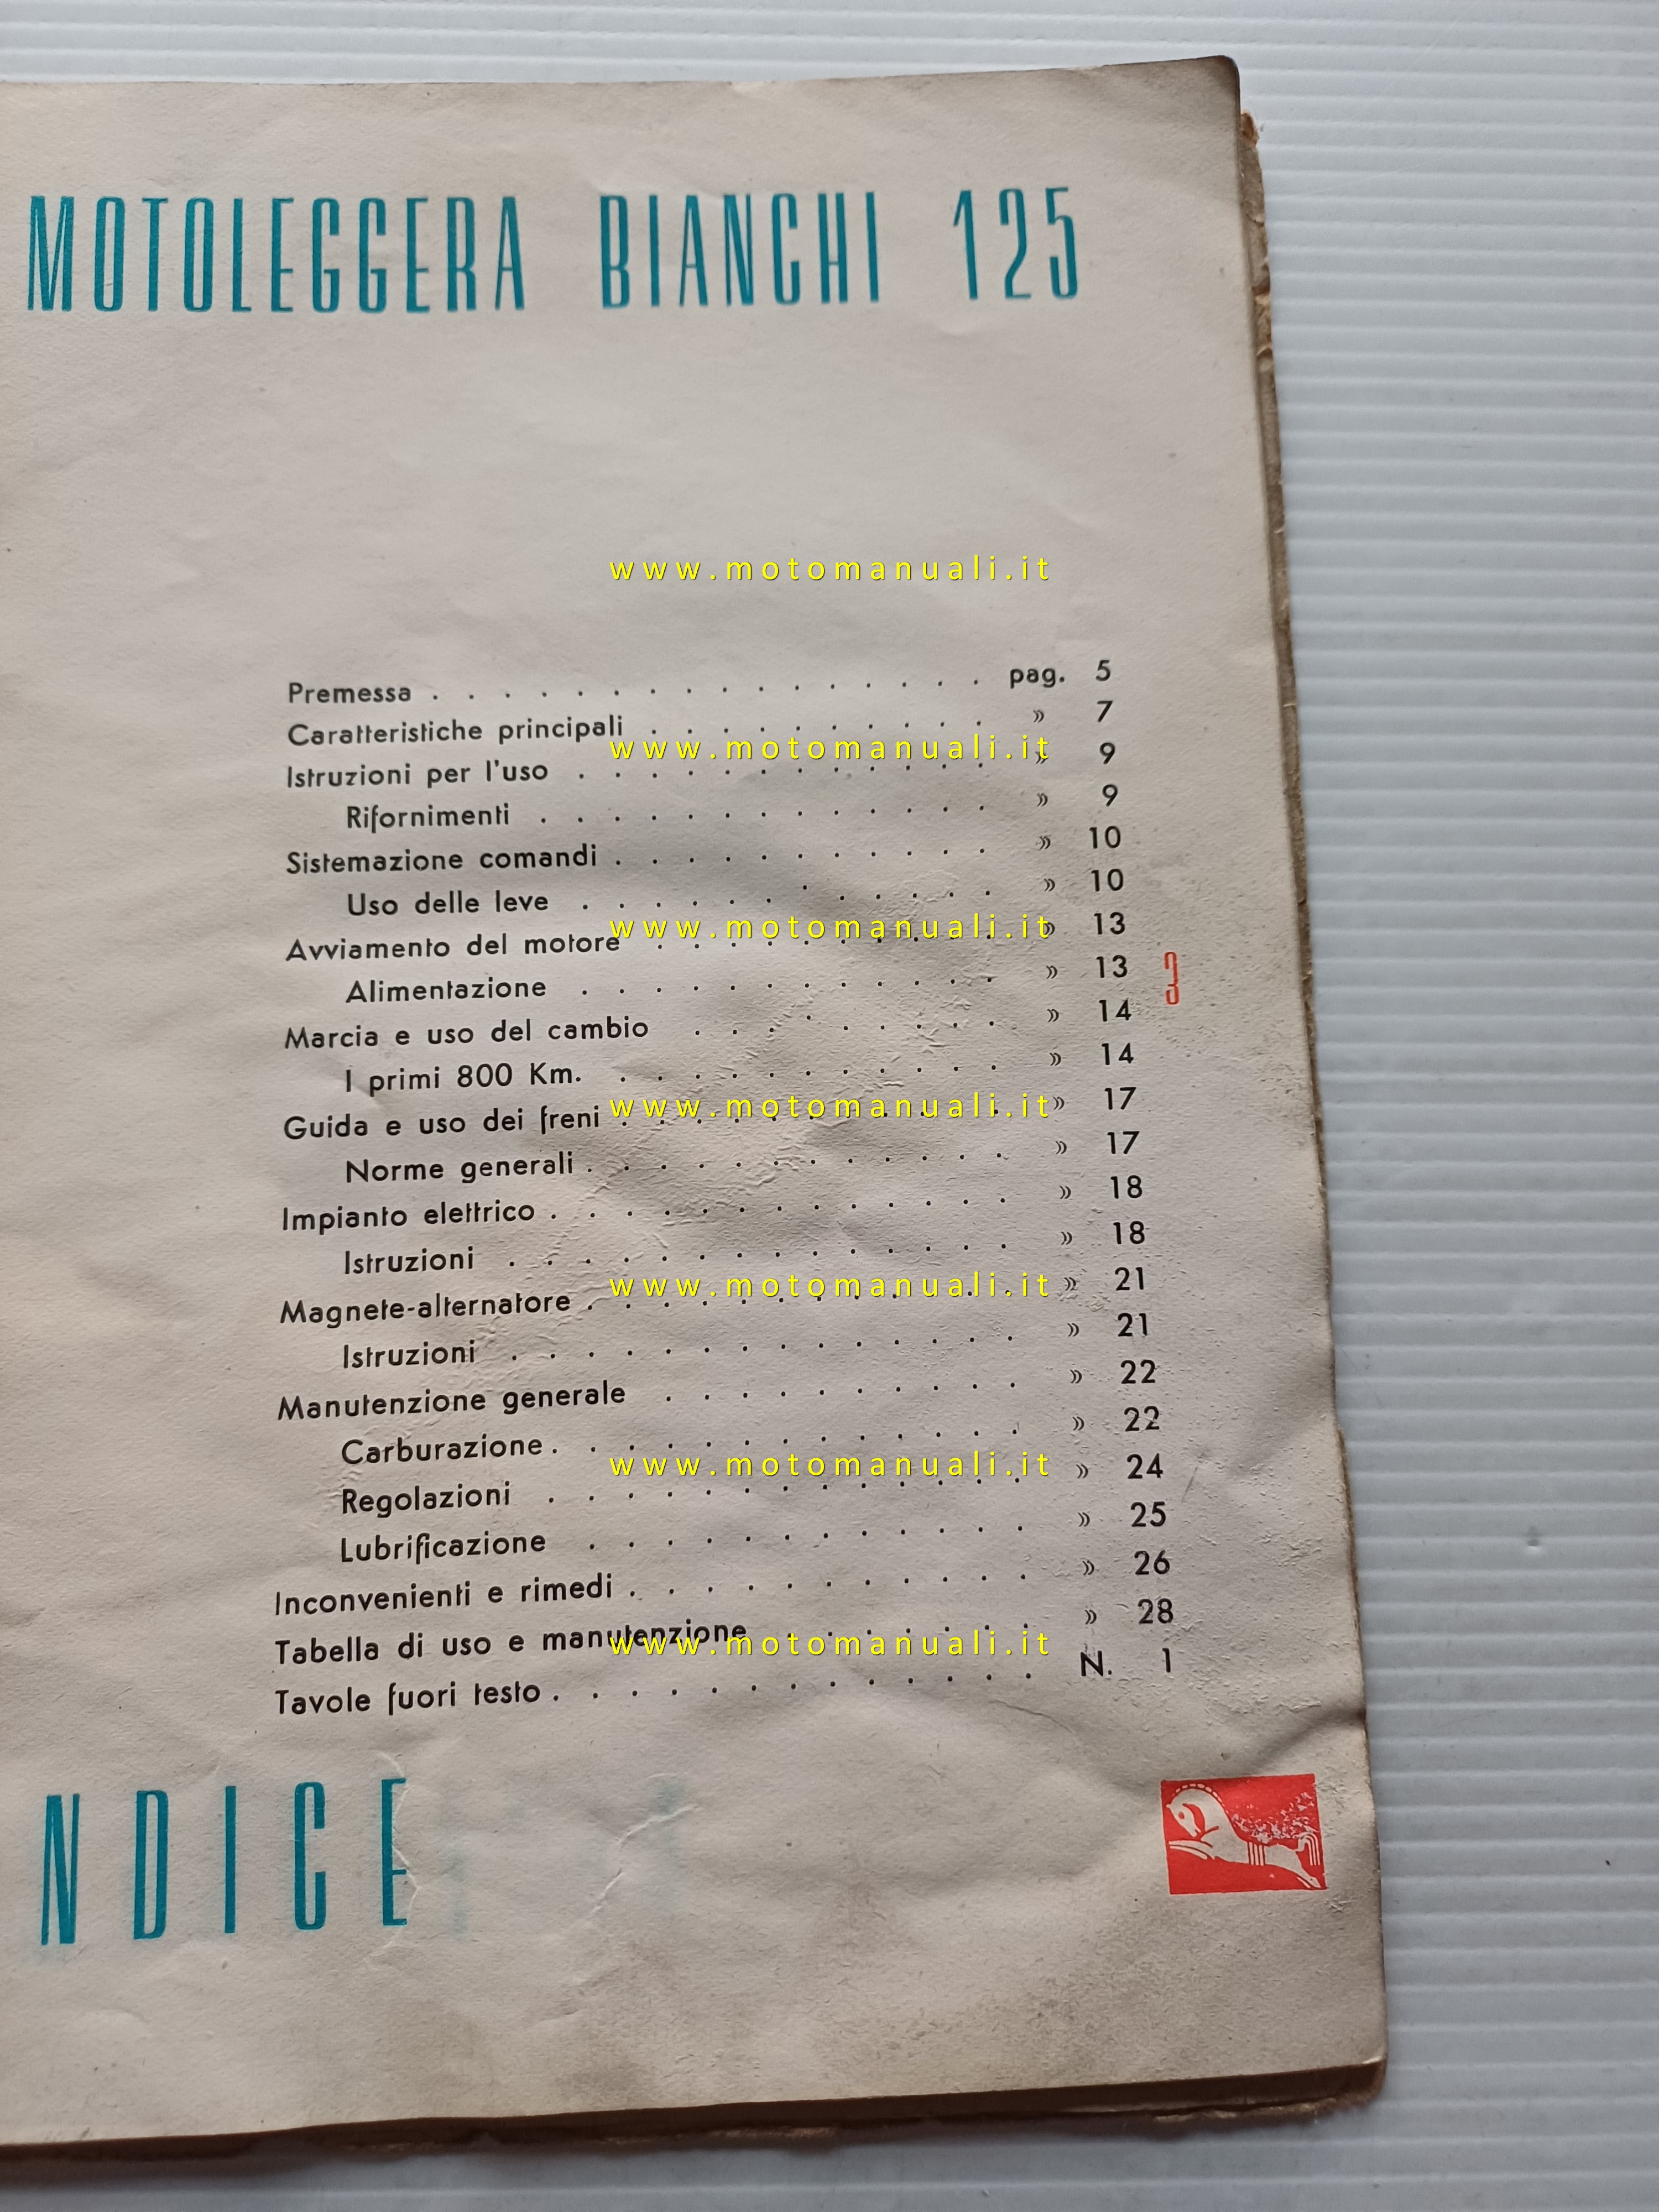 MOTOLEGGERA BIANCHI 125
www.motomanuali.it
Premessa . . . . . . . . . . . . . . . . pag. 5
Caratteristiche principali . . . . . . . . . . » 7
www.motomanuali.it
Istruzioni per l'uso . . . . . . . . . . . . » 9
Rifornimenti . . . . . . . . . . . . . » 9
Sistemazione comandi . . . . . . . . . . . » 10
Uso delle leve . . . . . . . . . . . . » 10
www.motomanuali.it
Avviamento del motore . . . . . . . . . . » 13
Alimentazione . . . . . . . . . . . . » 13
3
Marcia e uso del cambio . . . . . . . . . » 14
I primi 800 Km. . . . . . . . . . . . » 14
www.motomanuali.it
Guida e uso dei freni . . . . . . . . . . . » 17
Norme generali . . . . . . . . . . . . » 17
Impianto elettrico . . . . . . . . . . . . . » 18
Istruzioni . . . . . . . . . . . . . . » 18
www.motomanuali.it
Magnete-alternatore . . . . . . . . . . . . » 21
Istruzioni . . . . . . . . . . . . . . » 21
Manutenzione generale . . . . . . . . . . » 22
Carburazione . . . . . . . . . . . . . » 22
www.motomanuali.it
Regolazioni . . . . . . . . . . . . . » 24
Lubrificazione . . . . . . . . . . . . » 25
Inconvenienti e rimedi . . . . . . . . . . . » 26
Tabella di uso e manutenzione . . . . . . . » 28
www.motomanuali.it
Tavole fuori testo . . . . . . . . . . . . . N. 1
NDICE